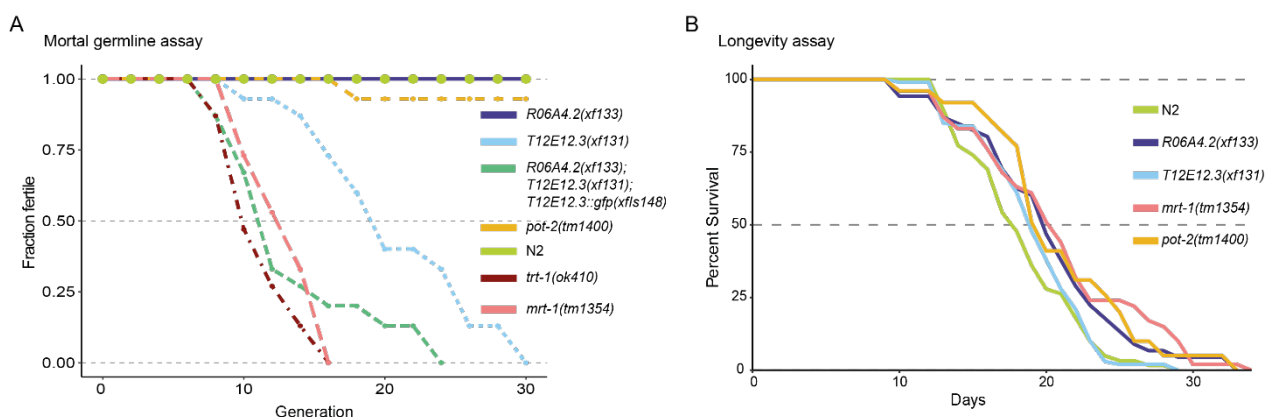 A
Mortal germline assay
1.00
0.75
0.50
0.25
0.00
Fraction fertile
0
10
20
30
Generation
R06A4.2(xf133)
T12E12.3(xf131)
R06A4.2(xf133);
T12E12.3(xf131);
T12E12.3::gfp(xfIs148)
pot-2(tm1400)
N2
trt-1(ok410)
mrt-1(tm1354)
B
Longevity assay
100
75
50
25
0
Percent Survival
0
10
20
30
Days
N2
R06A4.2(xf133)
T12E12.3(xf131)
mrt-1(tm1354)
pot-2(tm1400)